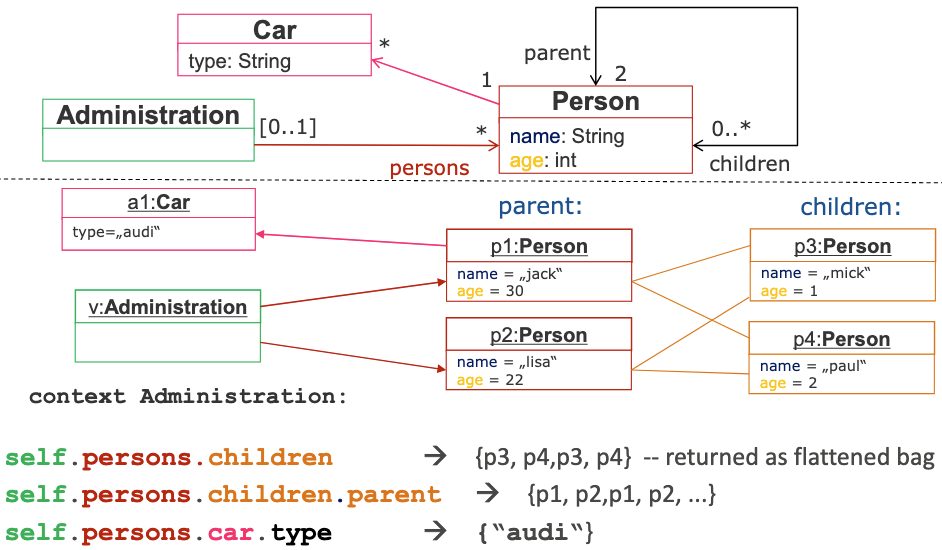 Car
type: String
*
1
parent
2
Administration
[0..1]
*
persons
Person
name: String
age: int
0..*
children
a1:Car
type=„audi“
parent:
children:
p1:Person
name = „jack“
age = 30
p3:Person
name = „mick“
age = 1
v:Administration
p2:Person
name = „lisa“
age = 22
p4:Person
name = „paul“
age = 2
context Administration:
self.persons.children → {p3, p4,p3, p4} -- returned as flattened bag
self.persons.children.parent → {p1, p2,p1, p2, ...}
self.persons.car.type → {“audi“}